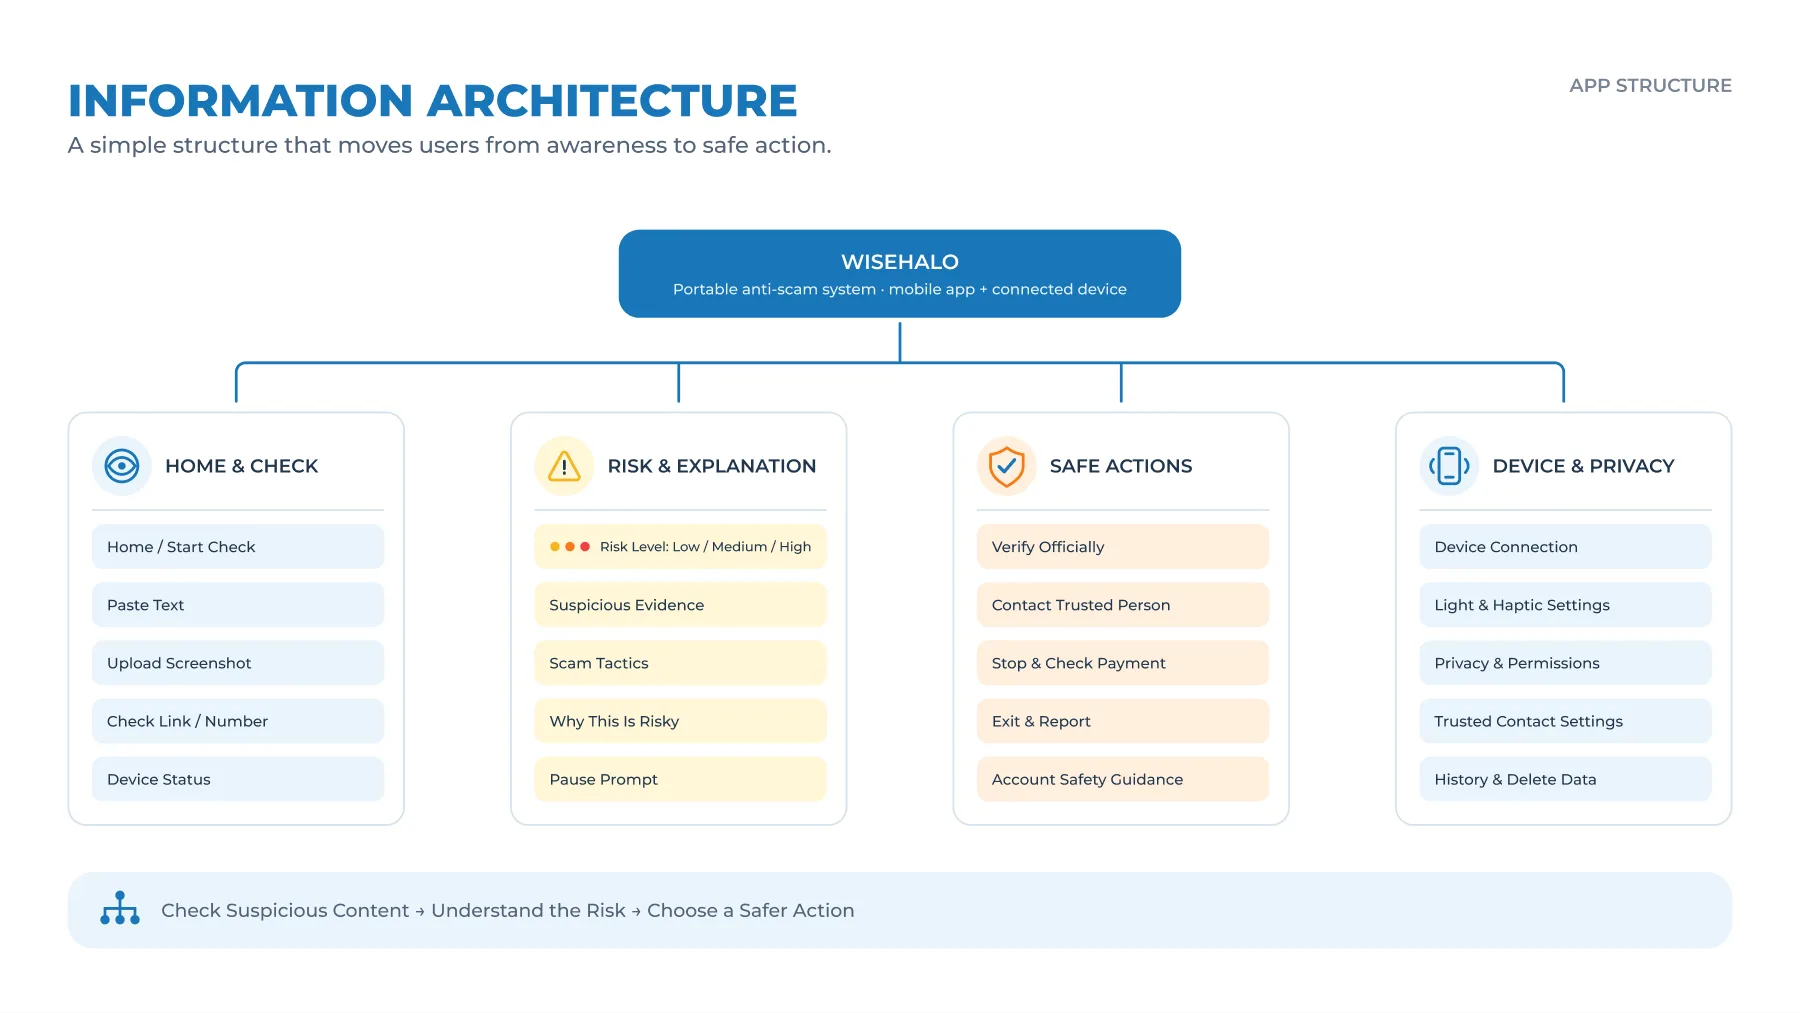 INFORMATION ARCHITECTURE
APP STRUCTURE
A simple structure that moves users from awareness to safe action.
WISEHALO
Portable anti-scam system · mobile app + connected device
HOME & CHECK
Home / Start Check
Paste Text
Upload Screenshot
Check Link / Number
Device Status
RISK & EXPLANATION
Risk Level: Low / Medium / High
Suspicious Evidence
Scam Tactics
Why This Is Risky
Pause Prompt
SAFE ACTIONS
Verify Officially
Contact Trusted Person
Stop & Check Payment
Exit & Report
Account Safety Guidance
DEVICE & PRIVACY
Device Connection
Light & Haptic Settings
Privacy & Permissions
Trusted Contact Settings
History & Delete Data
Check Suspicious Content → Understand the Risk → Choose a Safer Action